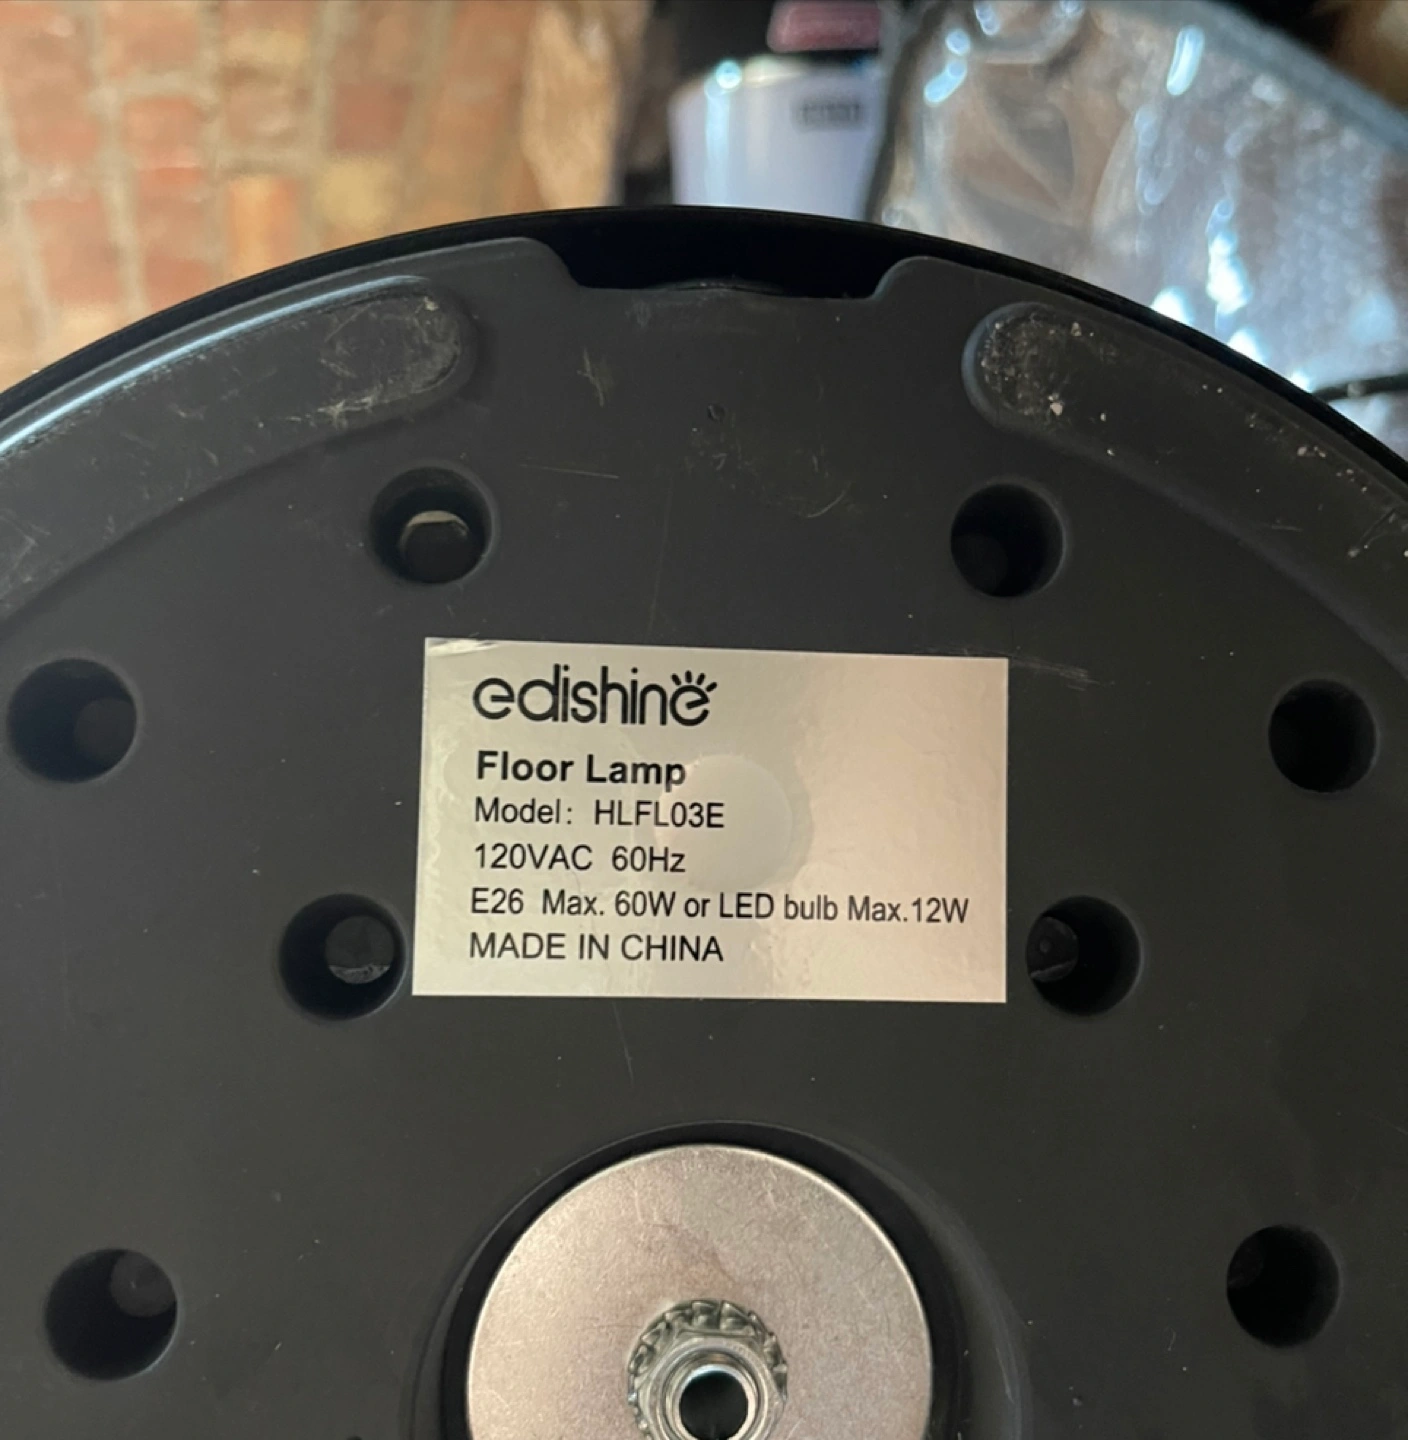 edishine
Floor Lamp
Model: HLFL03E
120VAC 60Hz
E26 Max. 60W or LED bulb Max.12W
MADE IN CHINA